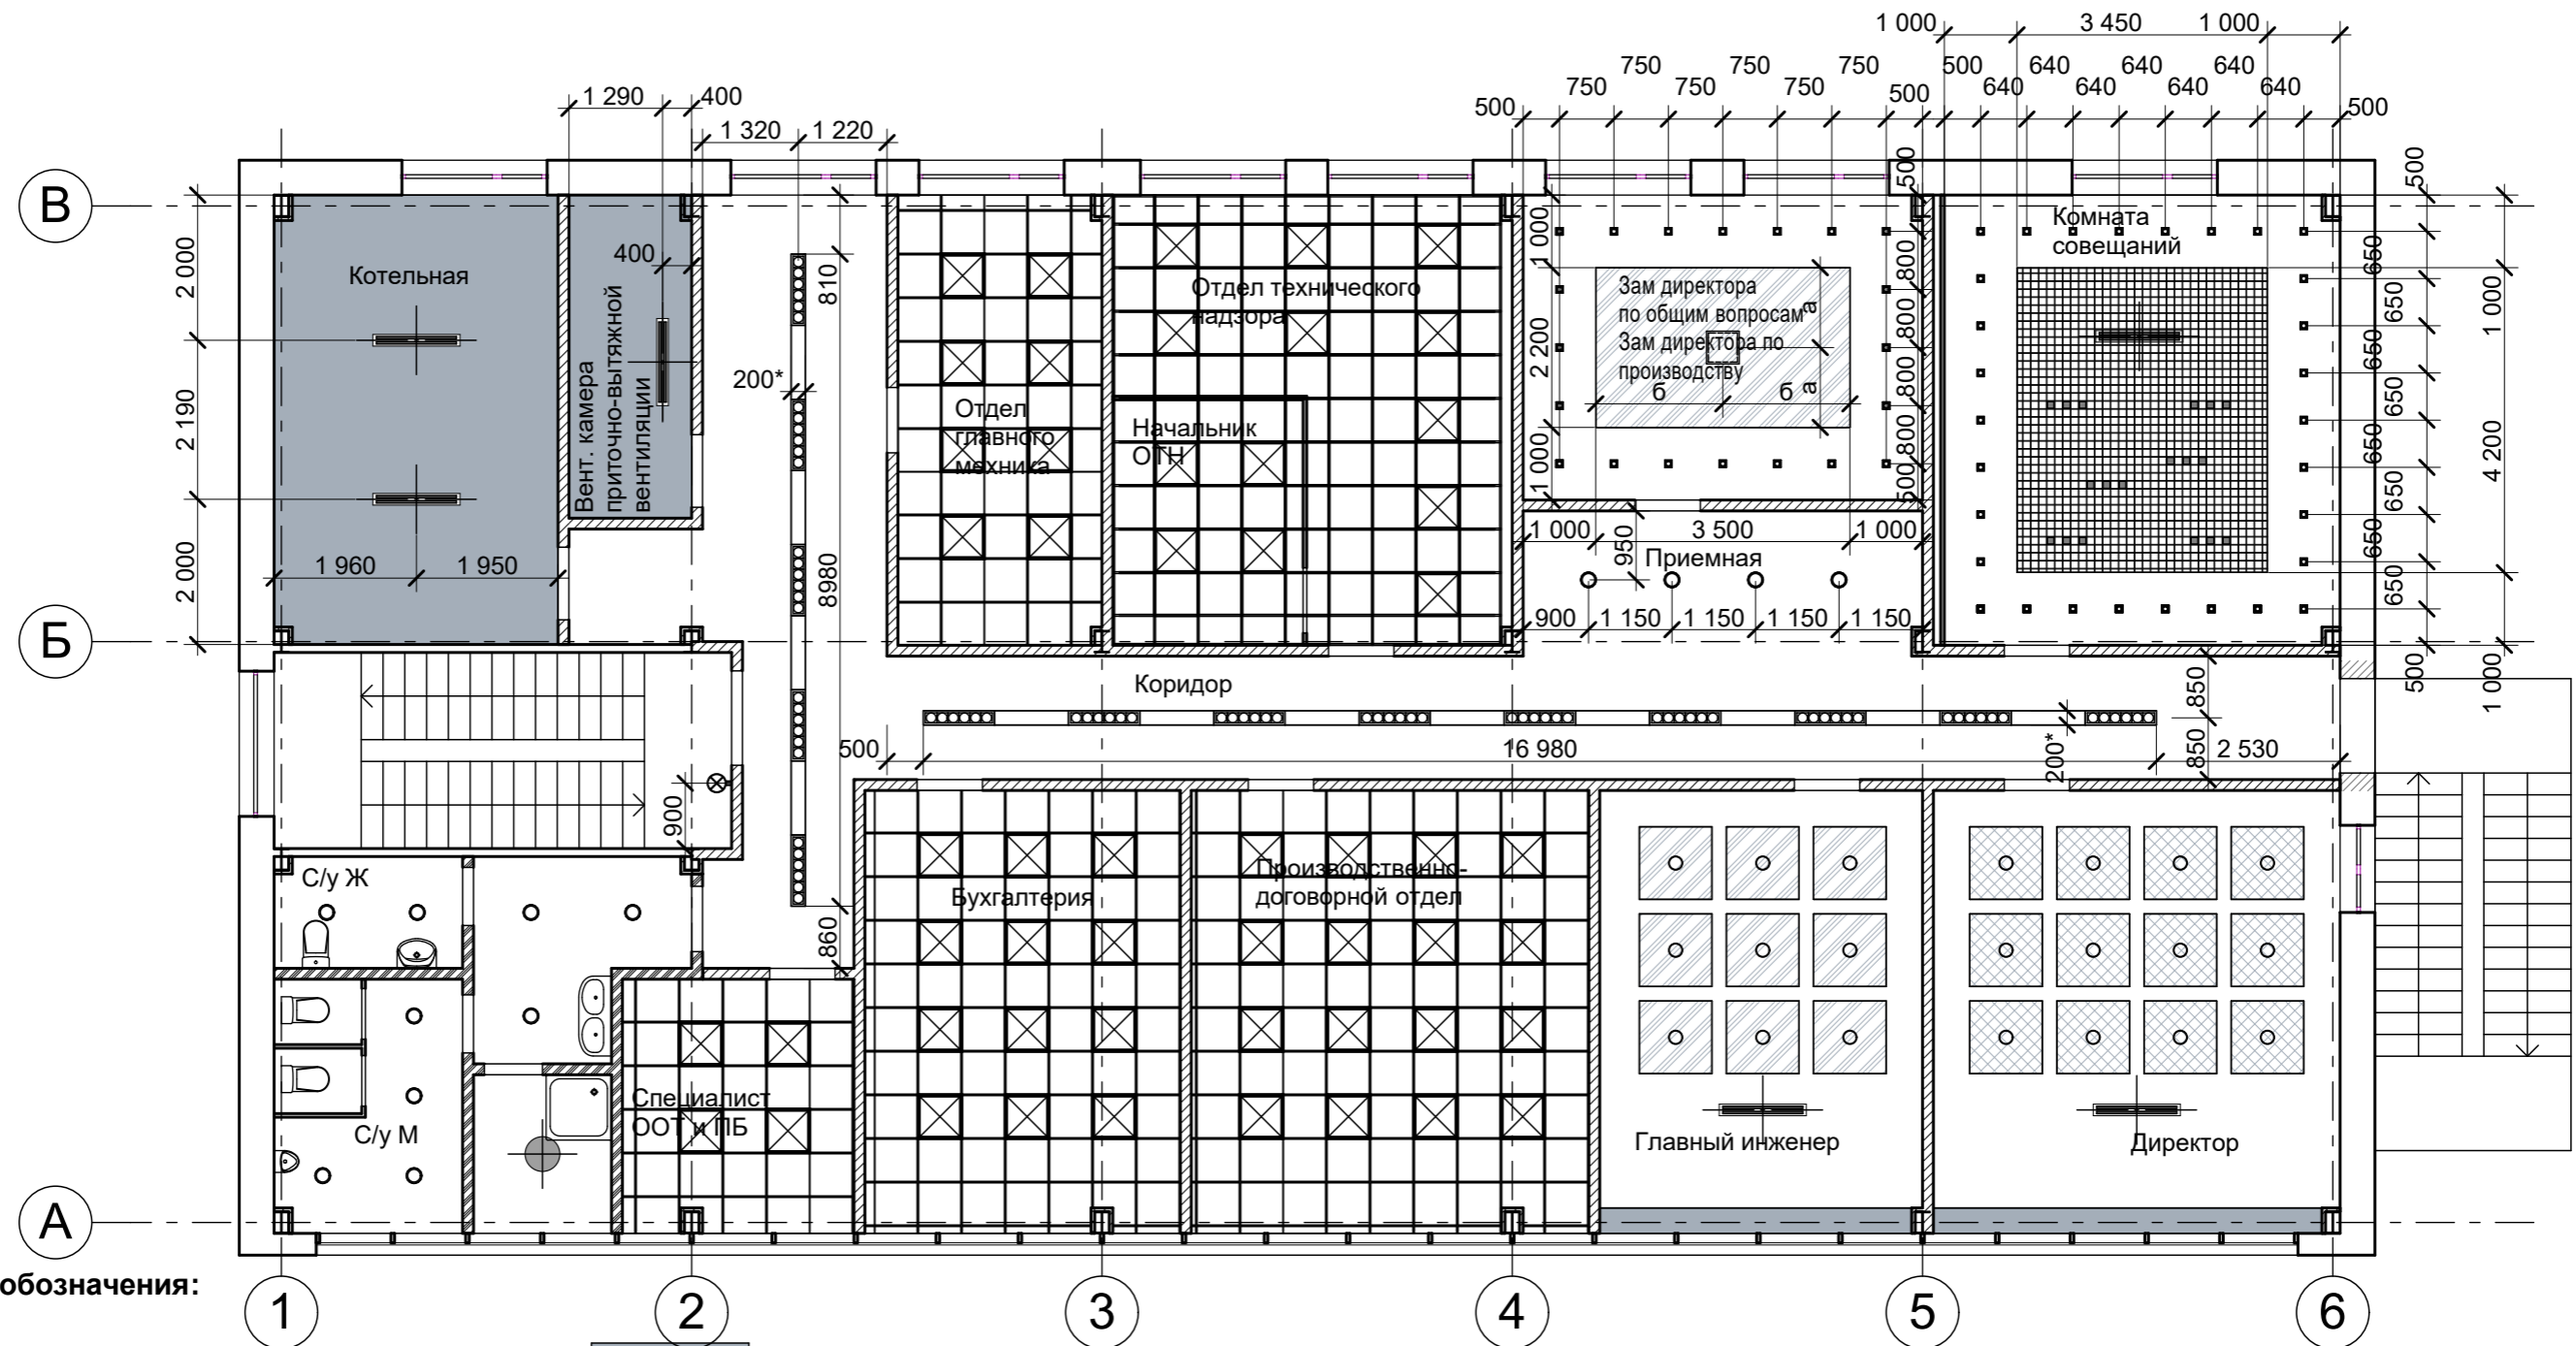 1 000 3 450 1 000
750 750 750 500 640 640 640
750 750 750 500 640 640 640 640 500
500
1 290 400
1 320 1 220
В
2 000
2 190
2 000
Котельная
1 960 1 950
400
Вент. камера
приточно-вытяжной
вентиляции
810
200*
8980
860
Отдел
главного
механика
Отдел технического
надзора
Начальник
ОТН
1 000
2 200
1 000
Зам директора
по общим вопросам
Зам директора по
производству
а
а
б б
500
800
800
800
800
500
1 000 3 500 1 000
950
Приемная
900 1 150 1 150 1 150 1 150
Комната
совещаний
500
650
650
650
650
650
650
650
650
500
1 000
4 200
1 000
Б
Коридор
500 16 980 2 530
200*
850
850
900
С/у Ж
С/у М
Специалист
ООТ и ПБ
Бухгалтерия
Производственно-
договорной отдел
Главный инженер
Директор
А
обозначения:
1 2 3 4 5 6